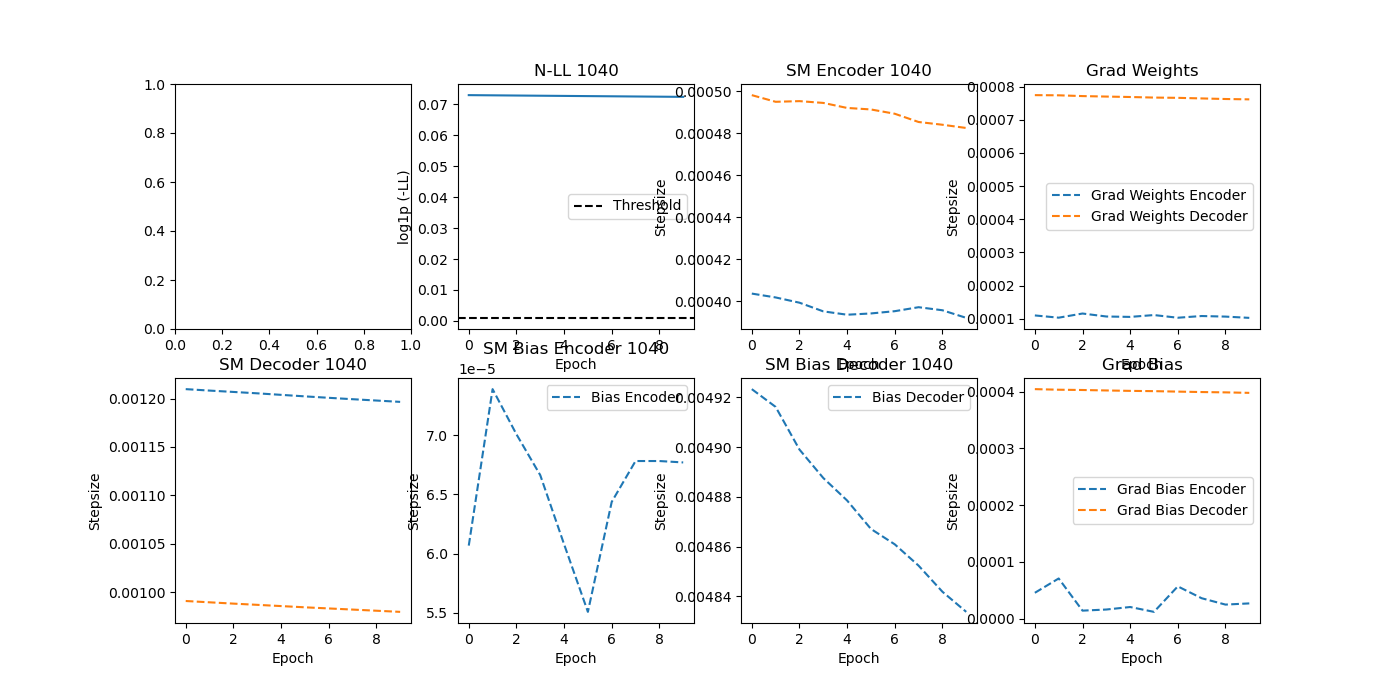 1.0
0.8
0.6
0.4
0.2
0.0
0.0 0.2 0.4 0.6 0.8 1.0
N-LL 1040
log1p (-LL)
0.07
0.06
0.05
0.04
0.03
0.02
0.01
0.00
Threshold
0 2 4 6 8
Epoch
SM Encoder 1040
Stepsize
0.00050
0.00048
0.00046
0.00044
0.00042
0.00040
0 2 4 6 8
Epoch
Grad Weights
Stepsize
0.0008
0.0007
0.0006
0.0005
0.0004
0.0003
0.0002
0.0001
Grad Weights Encoder
Grad Weights Decoder
0 2 4 6 8
Epoch
SM Decoder 1040
Stepsize
0.00120
0.00115
0.00110
0.00105
0.00100
0 2 4 6 8
Epoch
SM Bias Encoder 1040
1e−5
Stepsize
7.0
6.5
6.0
5.5
Bias Encoder
0 2 4 6 8
Epoch
SM Bias Decoder 1040
Stepsize
0.00492
0.00490
0.00488
0.00486
0.00484
Bias Decoder
0 2 4 6 8
Epoch
Grad Bias
Stepsize
0.0004
0.0003
0.0002
0.0001
0.0000
Grad Bias Encoder
Grad Bias Decoder
0 2 4 6 8
Epoch